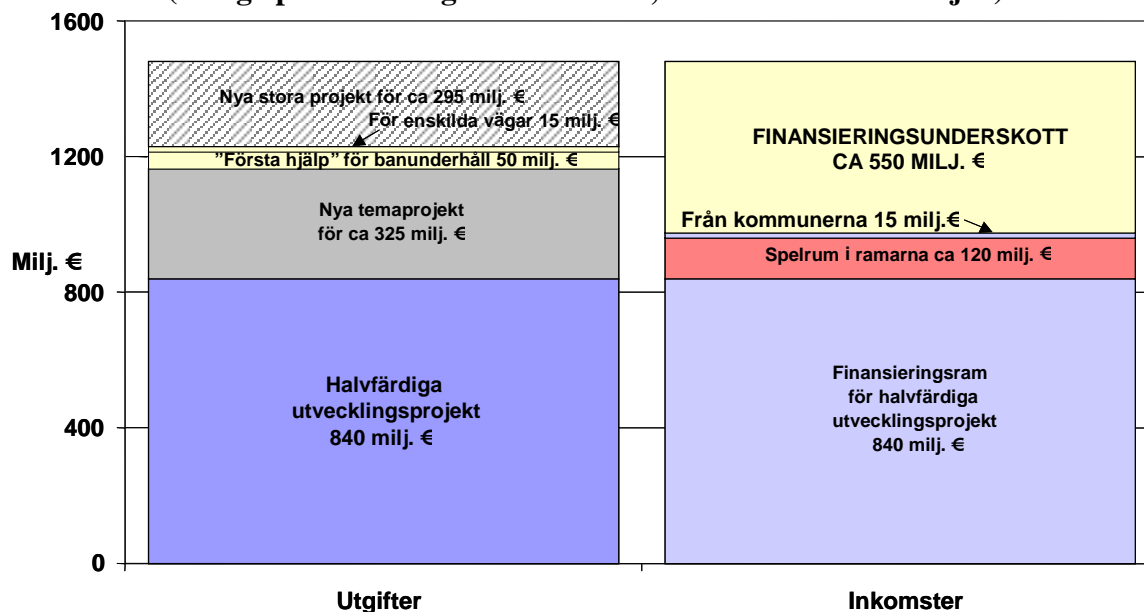 1600
1200
Milj. €
800
400
0
Nya stora projekt för ca 295 milj. €
För enskilda vägar 15 milj. €
”Första hjälp” för banunderhåll 50 milj. €
Nya temaprojekt
för ca 325 milj. €
Halvfärdiga
utvecklingsprojekt
840 milj. €
FINANSIERINGSUNDERSKOTT
CA 550 MILJ. €
Från kommunerna 15 milj.€
Spelrum i ramarna ca 120 milj. €
Finansieringsram
för halvfärdiga
utvecklingsprojekt
840 milj. €
Utgifter
Inkomster